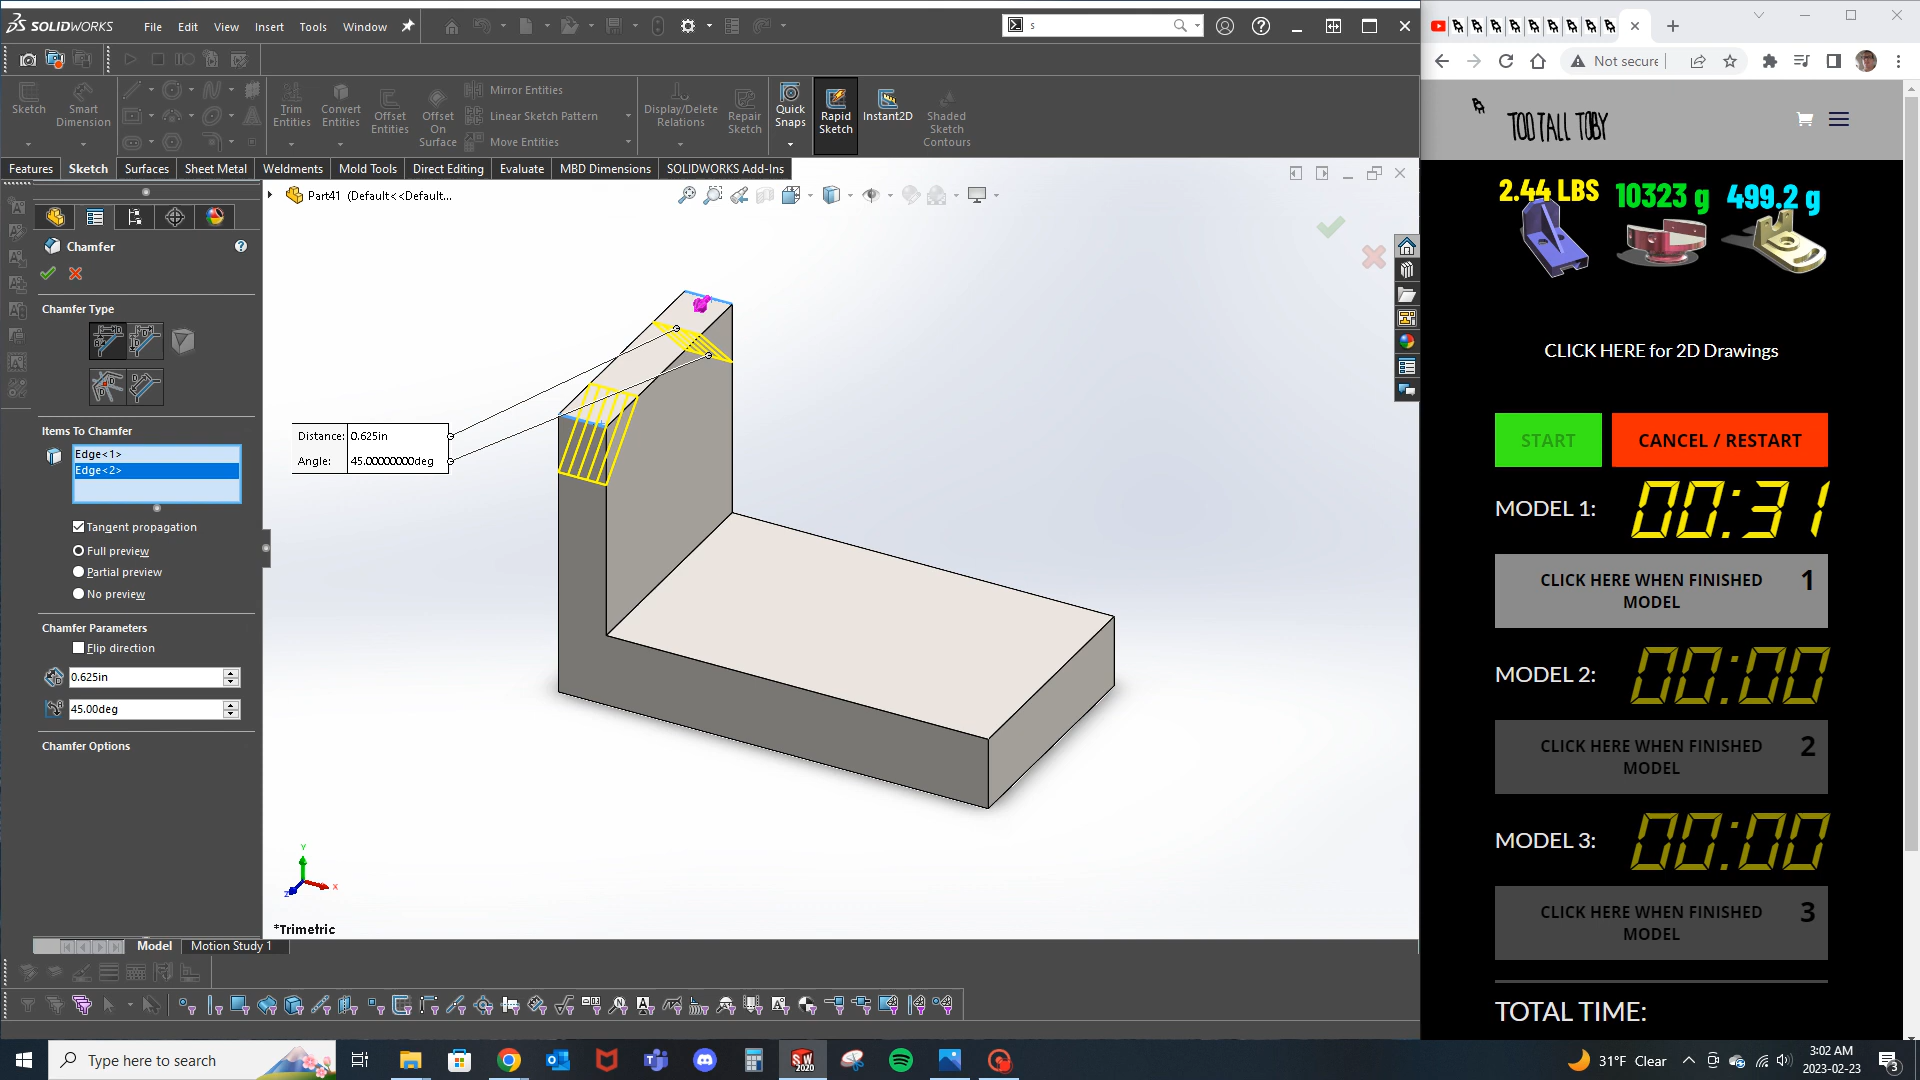 SOLIDWORKS
File Edit View Insert Tools Window
s
Sketch
Smart Dimension
Trim Entities
Convert Entities
Offset Entities
Offset On Surface
Mirror Entities
Linear Sketch Pattern
Move Entities
Display/Delete Relations
Repair Sketch
Quick Snaps
Rapid Sketch
Instant2D
Shaded Sketch Contours
Features Sketch Surfaces Sheet Metal Weldments Mold Tools Direct Editing Evaluate MBD Dimensions SOLIDWORKS Add-Ins
Part41 (Default<<Default...
Chamfer
Chamfer Type
Items To Chamfer
Edge<1>
Edge<2>
Tangent propagation
Full preview
Partial preview
No preview
Chamfer Parameters
Flip direction
0.625in
45.00deg
Chamfer Options
Distance: 0.625in
Angle: 45.00000000deg
Y
X
Z
*Trimetric
Model Motion Study 1
Not secure
TOO TALL TOBY
2.44 LBS 10323 g 499.2 g
CLICK HERE for 2D Drawings
START CANCEL / RESTART
MODEL 1: 00:31
CLICK HERE WHEN FINISHED MODEL 1
MODEL 2: 00:00
CLICK HERE WHEN FINISHED MODEL 2
MODEL 3: 00:00
CLICK HERE WHEN FINISHED MODEL 3
TOTAL TIME:
Type here to search
SW 2020
31°F Clear
3:02 AM
2023-02-23
3